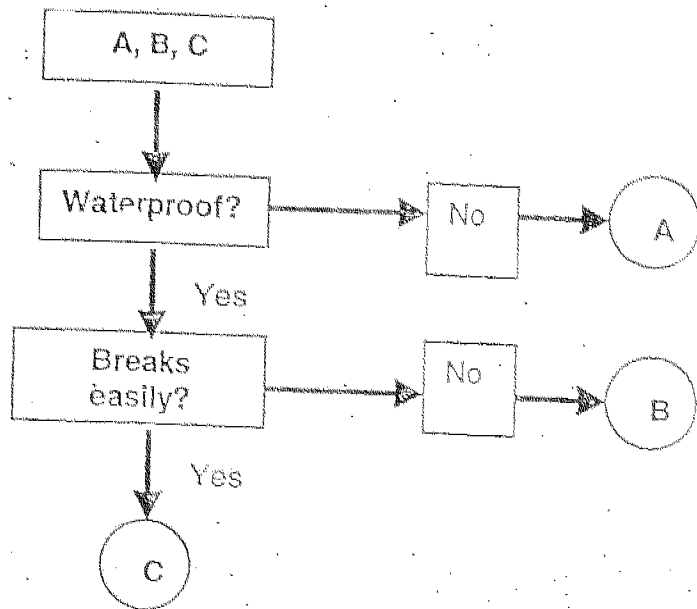 A, B, C
Waterproof?
No
A
Yes
Breaks
easily?
No
B
Yes
C